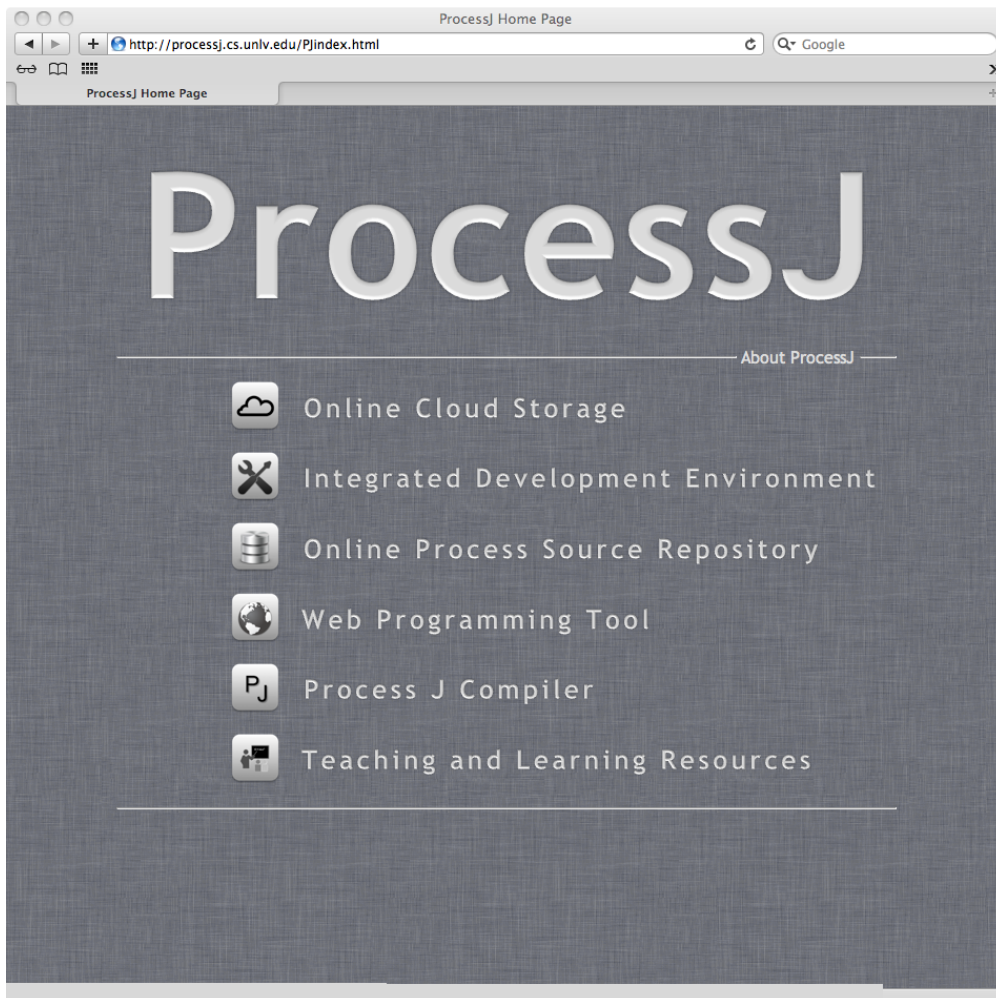 ProcessJ Home Page
http://processj.cs.unlv.edu/PJindex.html
Google
ProcessJ Home Page
ProcessJ
About ProcessJ
Online Cloud Storage
Integrated Development Environment
Online Process Source Repository
Web Programming Tool
PJ
Process J Compiler
Teaching and Learning Resources